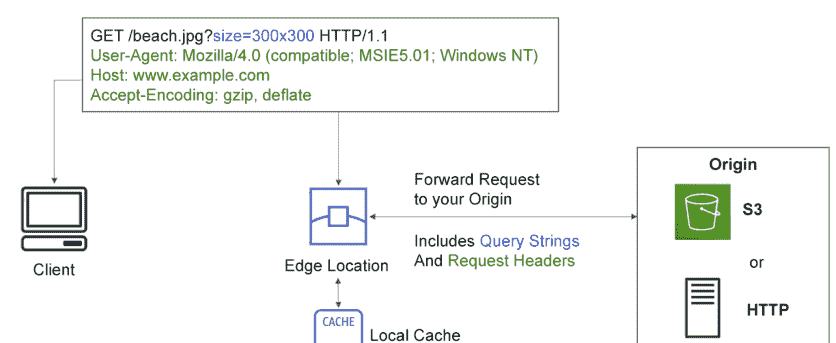 GET /beach.jpg?size=300x300 HTTP/1.1
User-Agent: Mozilla/4.0 (compatible; MSIE5.01; Windows NT)
Host: www.example.com
Accept-Encoding: gzip, deflate
Client
Edge Location
Forward Request
to your Origin
Includes Query Strings
And Request Headers
Origin
S3
or
HTTP
CACHE
Local Cache